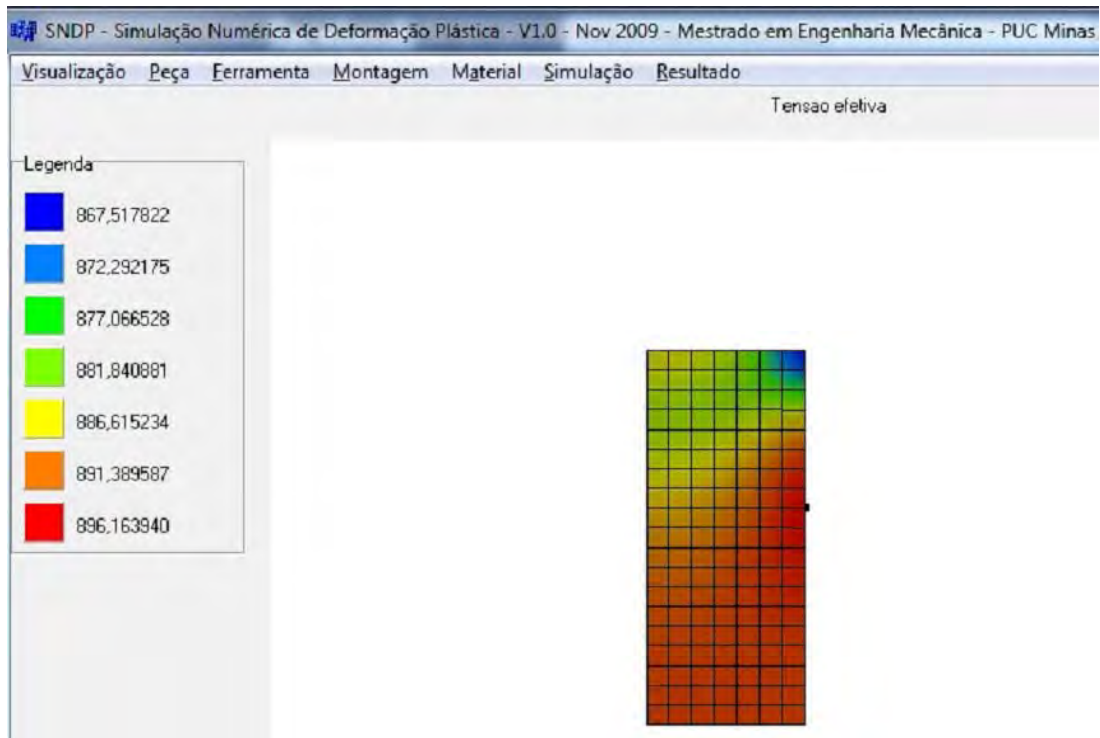 SNDP - Simulação Numérica de Deformação Plástica - V1.0 - Nov 2009 - Mestrado em Engenharia Mecânica - PUC Minas
Visualização Peça Ferramenta Montagem Material Simulação Resultado
Tensao efetiva
Legenda
867,517822
872,292175
877,066528
881,840881
886,615234
891,389587
896,163940